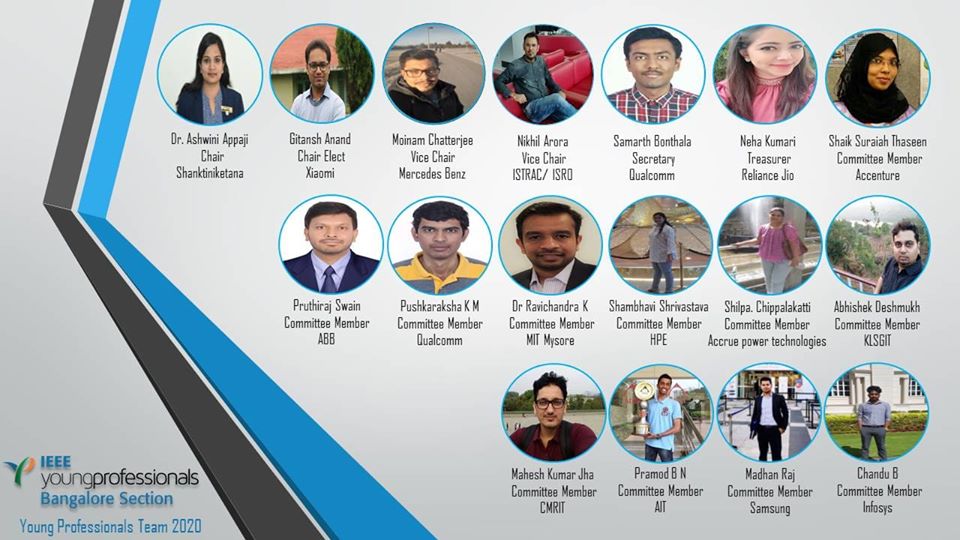 Dr. Ashwini Appaji
Chair
Shanktiniketana
Gitansh Anand
Chair Elect
Xiaomi
Moinam Chatterjee
Vice Chair
Mercedes Benz
Nikhil Arora
Vice Chair
ISTRAC/ ISRO
Samarth Bonthala
Secretary
Qualcomm
Neha Kumari
Treasurer
Reliance Jio
Shaik Suraiah Thaseen
Committee Member
Accenture
Pruthiraj Swain
Committee Member
ABB
Pushkaraksha K M
Committee Member
Qualcomm
Dr Ravichandra K
Committee Member
MIT Mysore
Shambhavi Shrivastava
Committee Member
HPE
Shilpa. Chippalakatti
Committee Member
Accrue power technologies
Abhishek Deshmukh
Committee Member
KLSGIT
Mahesh Kumar Jha
Committee Member
CMRIT
Pramod B N
Committee Member
AIT
Madhan Raj
Committee Member
Samsung
Chandu B
Committee Member
Infosys
IEEE
youngprofessionals
Bangalore Section
Young Professionals Team 2020